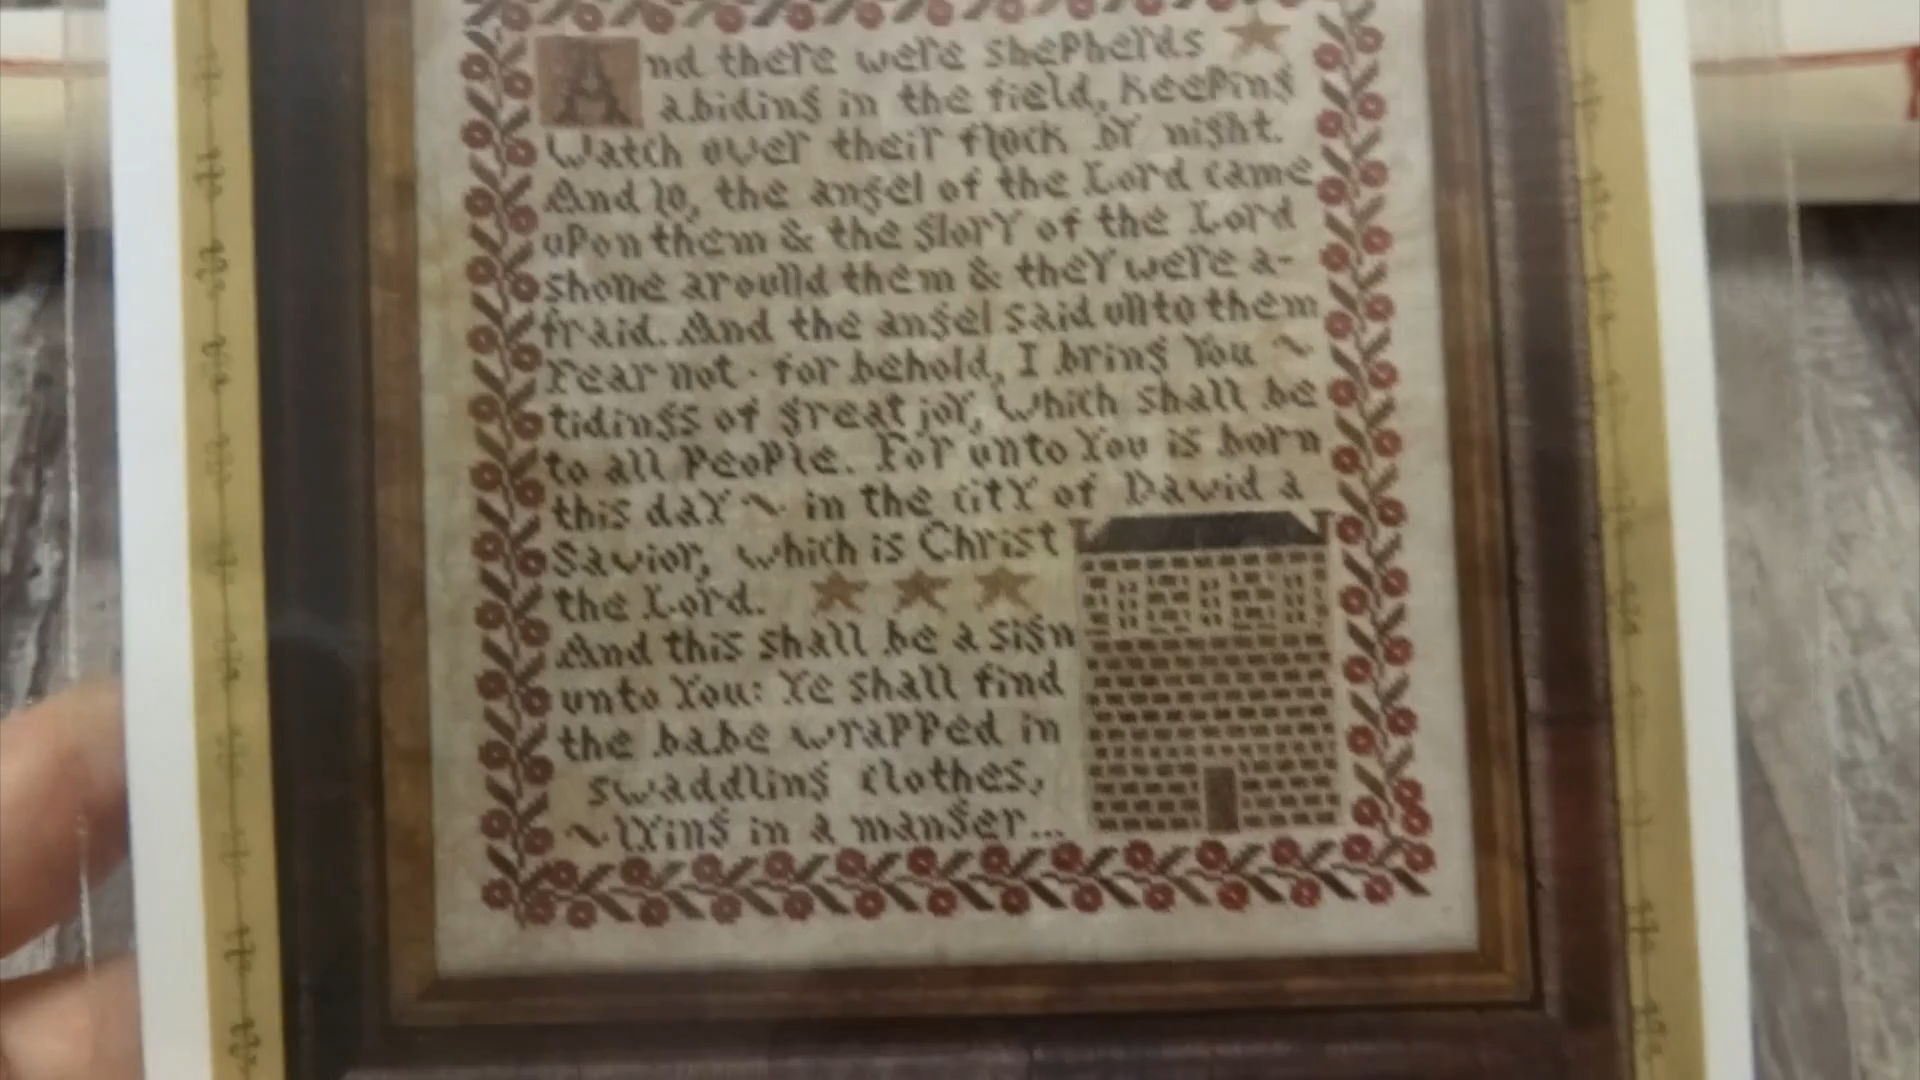 And there were shepherds
abiding in the field, keeping
Watch over their flock by night.
And lo, the angel of the Lord came
upon them & the glory of the Lord
shone around them & they were a-
fraid. And the angel said unto them
Fear not · for behold, I bring You ~
tidings of great joy, which shall be
to all People. For unto You is born
this day ~ in the city of David a
Savior, which is Christ
the Lord.
And this shall be a sign
unto You: Ye shall find
the babe wrapped in
swaddling clothes,
~ lying in a manger...